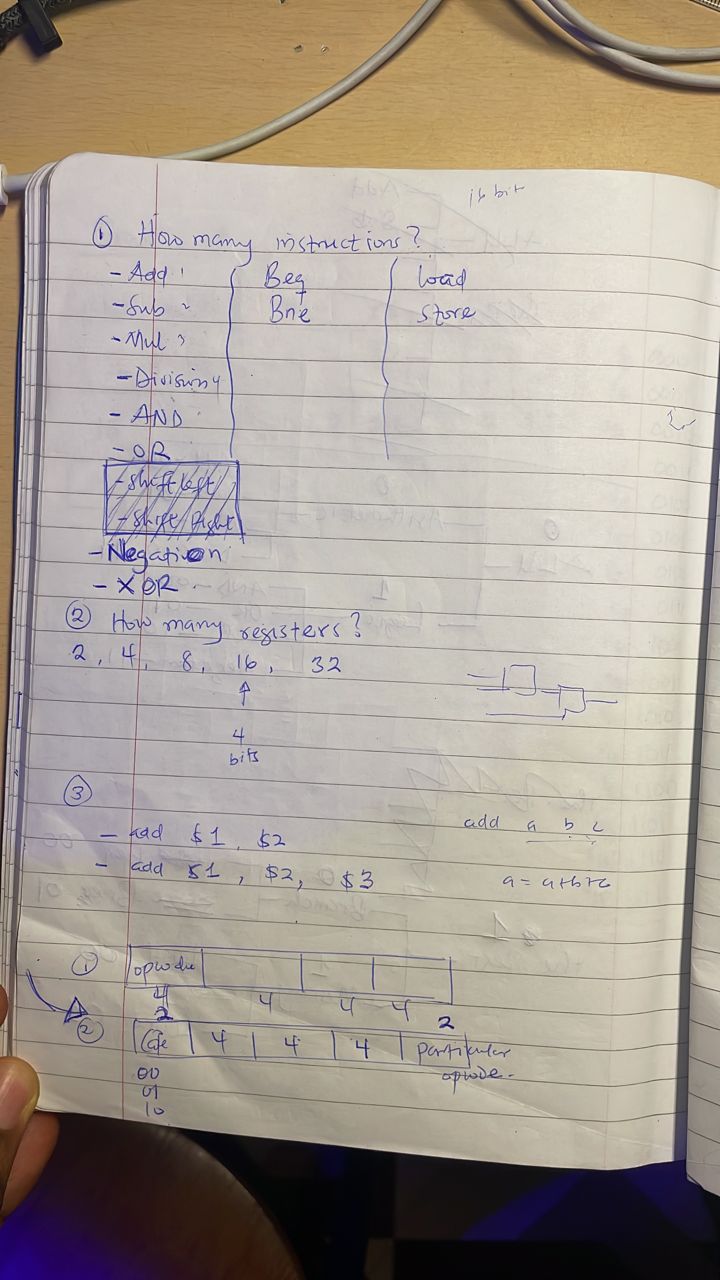 16 bit
① How many instructions?
- Add 1 Beq load
- Sub 2 Bne store
- Mul 3
- Division 4
- AND
- OR
- Shift left
- Shift Right
- Negation
- XOR
② How many registers?
2, 4, 8, 16, 32
↑
4
bits
③
- add $1, $2 add a b c
- add $1, $2, $3 a = a+b+c
① opcode
4 4 4 4
2 2
② 4 4 4 Particular
opcode.
00
01
10